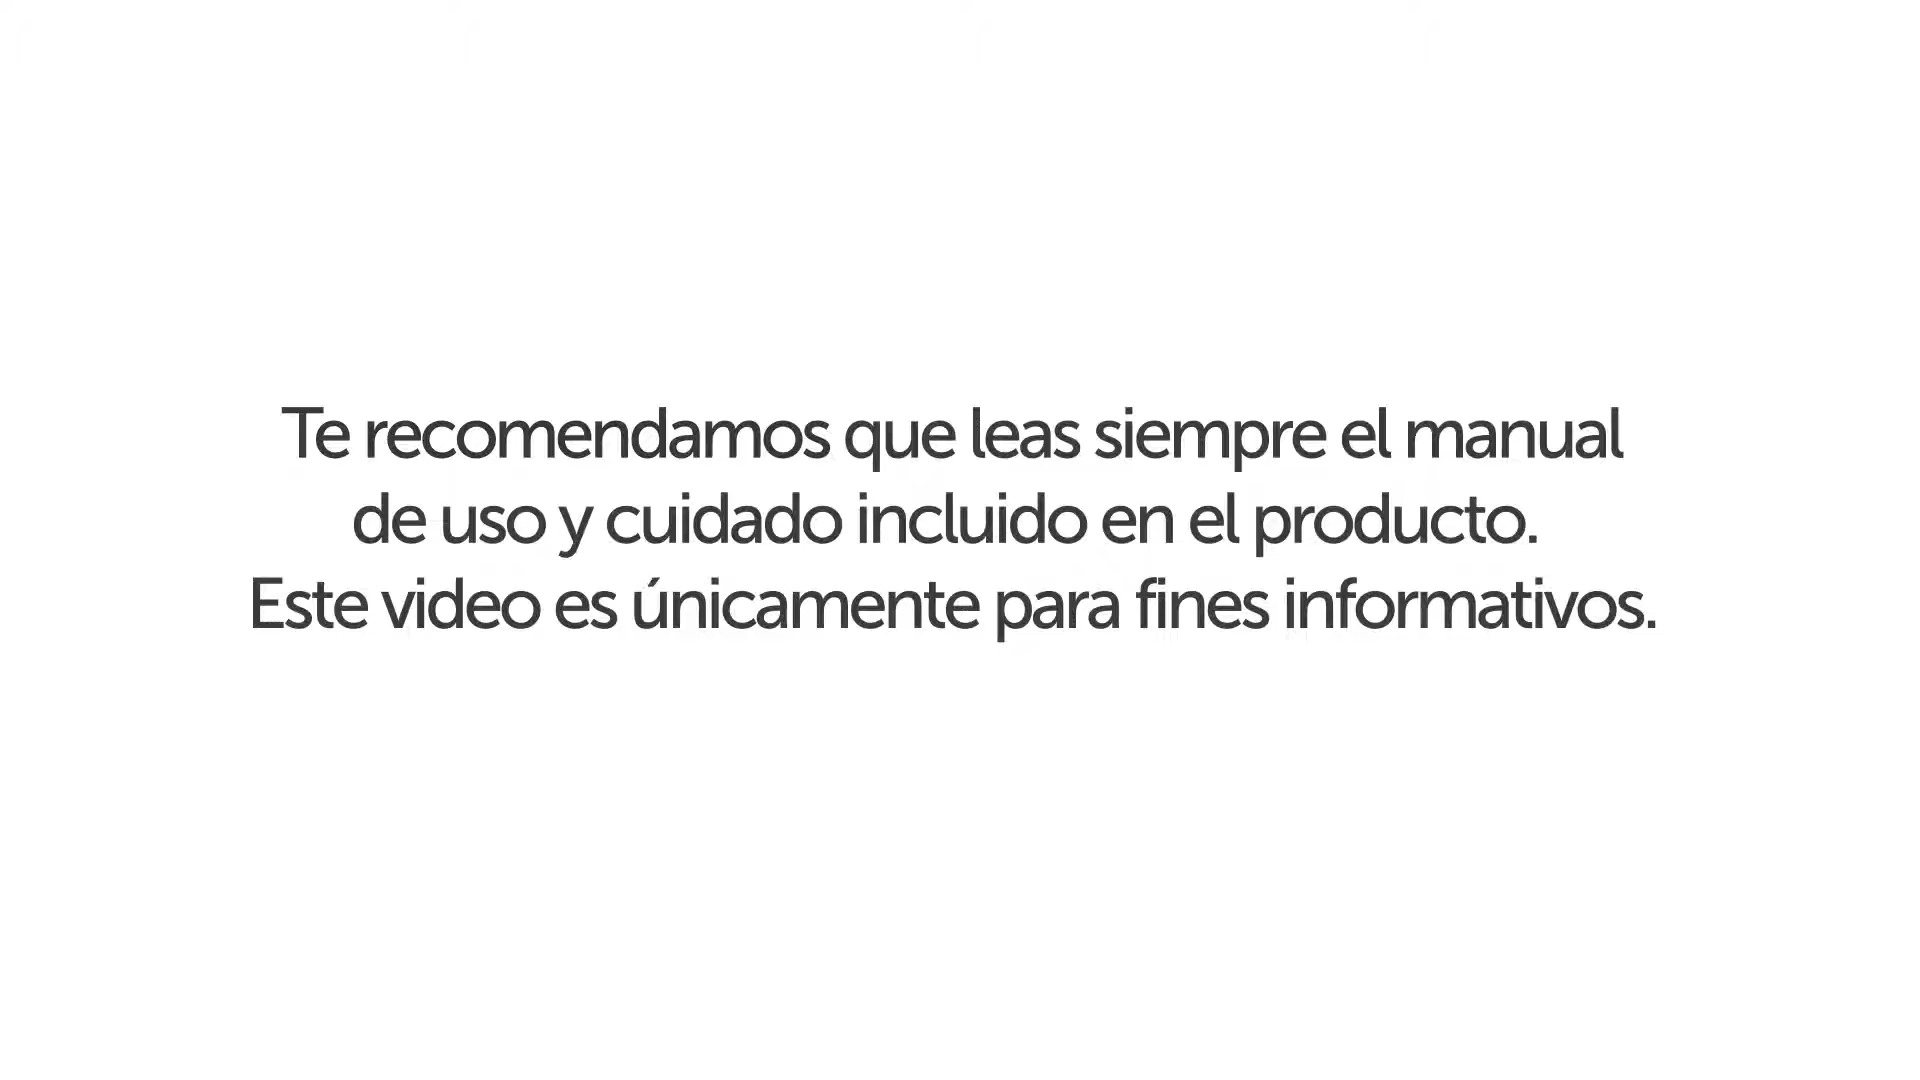 Te recomendamos que leas siempre el manual
de uso y cuidado incluido en el producto.
Este video es únicamente para fines informativos.